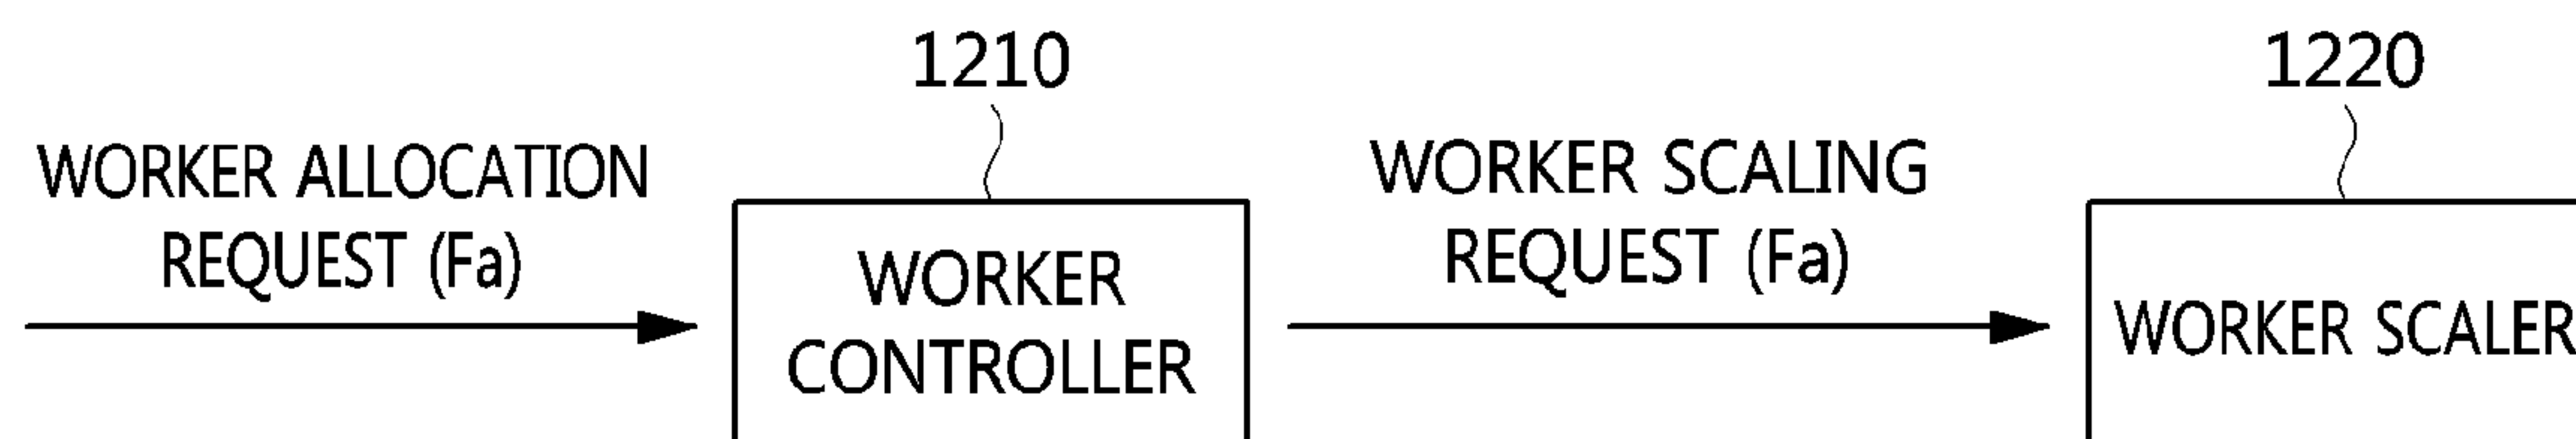 1210
1220
WORKER ALLOCATION
REQUEST (Fa)
WORKER SCALING
REQUEST (Fa)
WORKER
CONTROLLER
WORKER SCALER